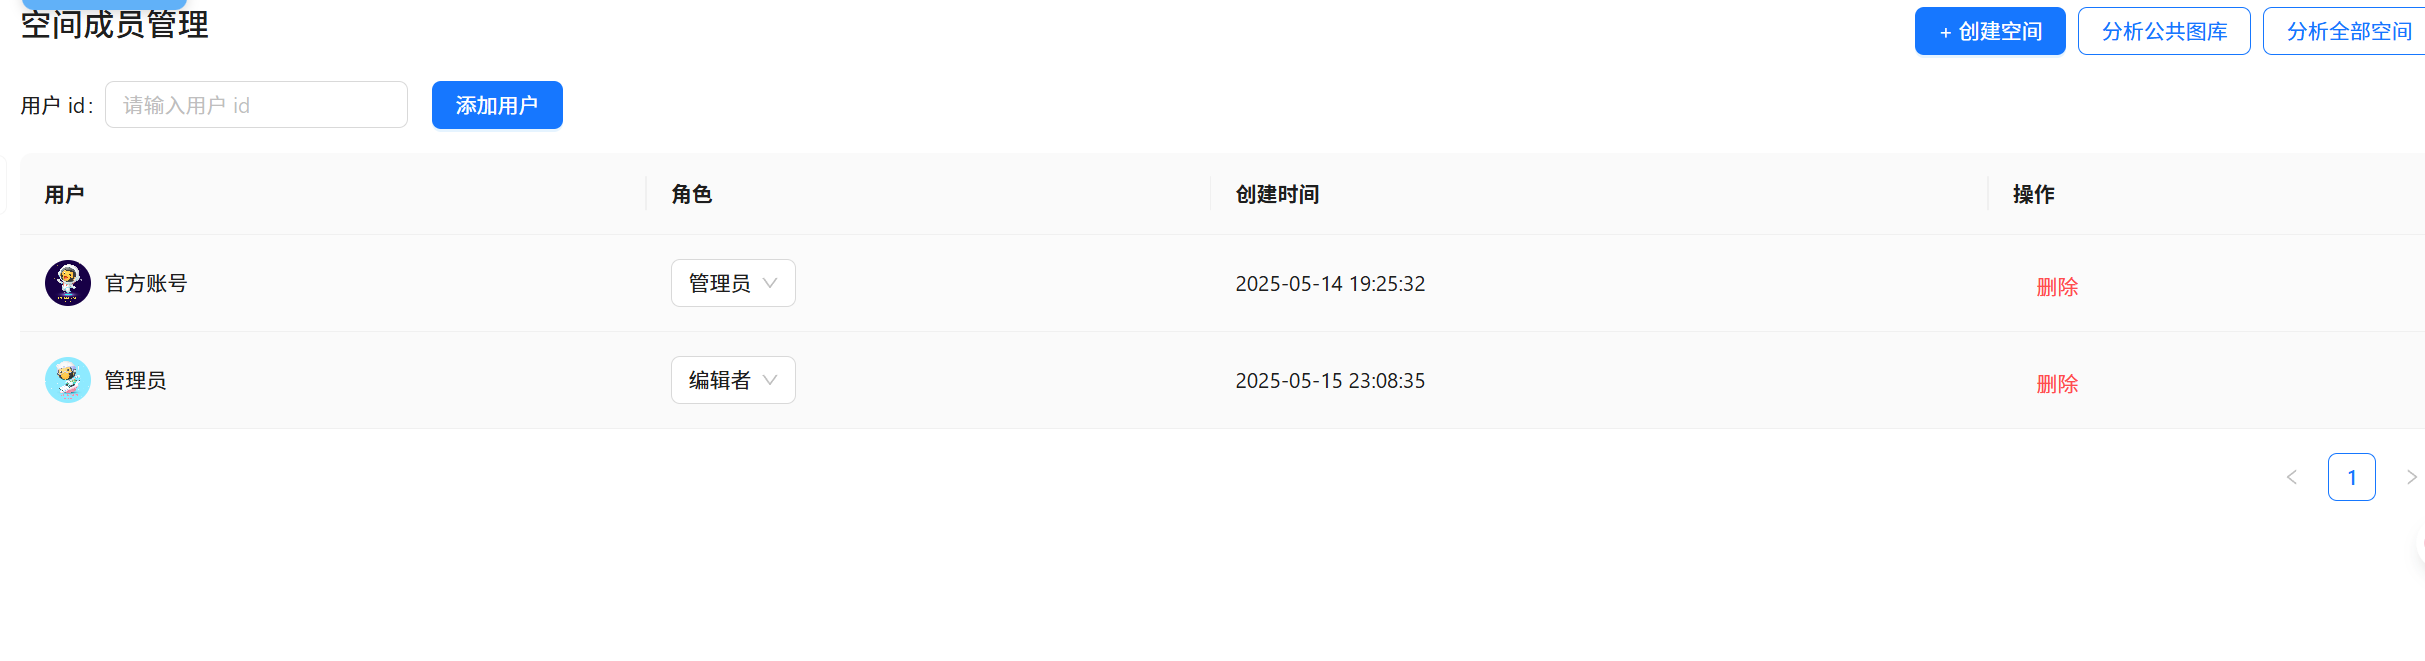 空间成员管理
+ 创建空间 分析公共图库 分析全部空间
用户 id: 请输入用户 id 添加用户
用户 角色 创建时间 操作
官方账号 管理员 2025-05-14 19:25:32 删除
管理员 编辑者 2025-05-15 23:08:35 删除
1